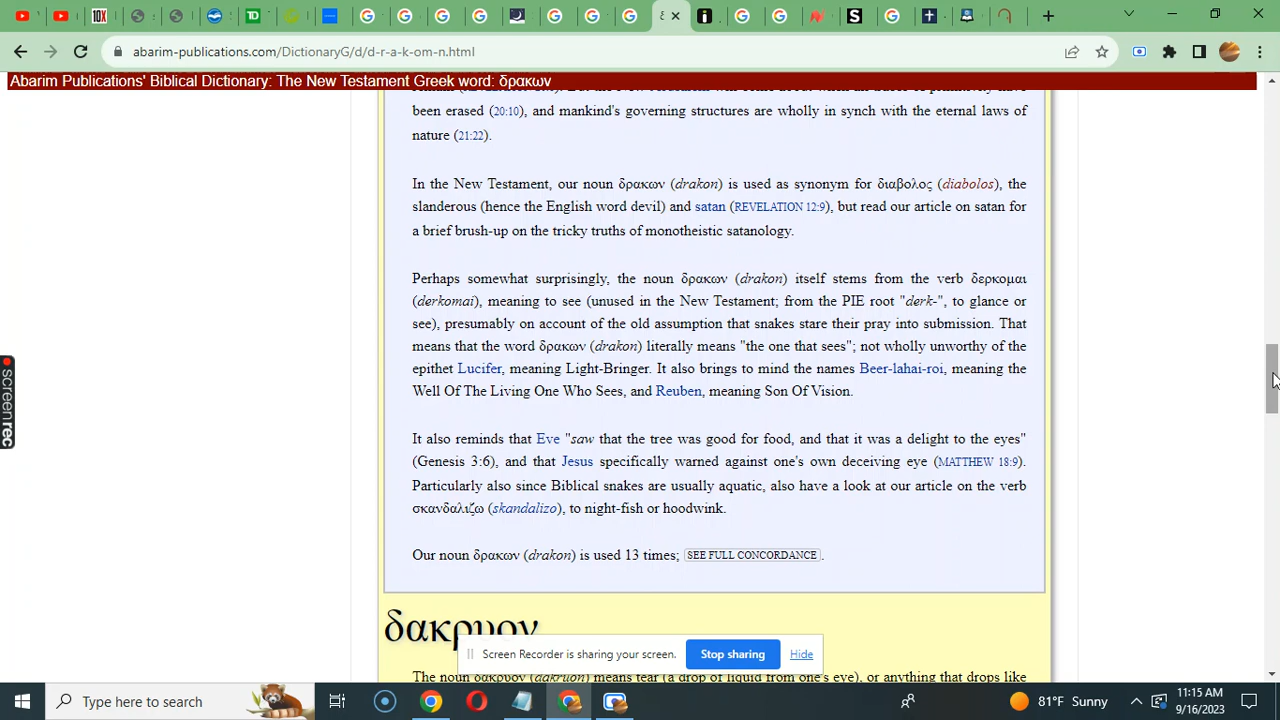 abarim-publications.com/DictionaryG/d/d-r-a-k-om-n.html
Abarim Publications' Biblical Dictionary: The New Testament Greek word: δρακων
been erased (20:10), and mankind's governing structures are wholly in synch with the eternal laws of
nature (21:22).
In the New Testament, our noun δρακων (drakon) is used as synonym for διαβολος (diabolos), the
slanderous (hence the English word devil) and satan (REVELATION 12:9), but read our article on satan for
a brief brush-up on the tricky truths of monotheistic satanology.
Perhaps somewhat surprisingly, the noun δρακων (drakon) itself stems from the verb δερκομαι
(derkomai), meaning to see (unused in the New Testament; from the PIE root "derk-", to glance or
see), presumably on account of the old assumption that snakes stare their pray into submission. That
means that the word δρακων (drakon) literally means "the one that sees"; not wholly unworthy of the
epithet Lucifer, meaning Light-Bringer. It also brings to mind the names Beer-lahai-roi, meaning the
Well Of The Living One Who Sees, and Reuben, meaning Son Of Vision.
It also reminds that Eve "saw that the tree was good for food, and that it was a delight to the eyes"
(Genesis 3:6), and that Jesus specifically warned against one's own deceiving eye (MATTHEW 18:9).
Particularly also since Biblical snakes are usually aquatic, also have a look at our article on the verb
σκανδαλιζω (skandalizo), to night-fish or hoodwink.
Our noun δρακων (drakon) is used 13 times; SEE FULL CONCORDANCE.
δακρυον
Screen Recorder is sharing your screen. Stop sharing Hide
The noun δακρυον (dakruon) means tear (a drop of liquid from one's eye), or anything that drops like
screenrec
Type here to search
81°F Sunny
11:15 AM
9/16/2023